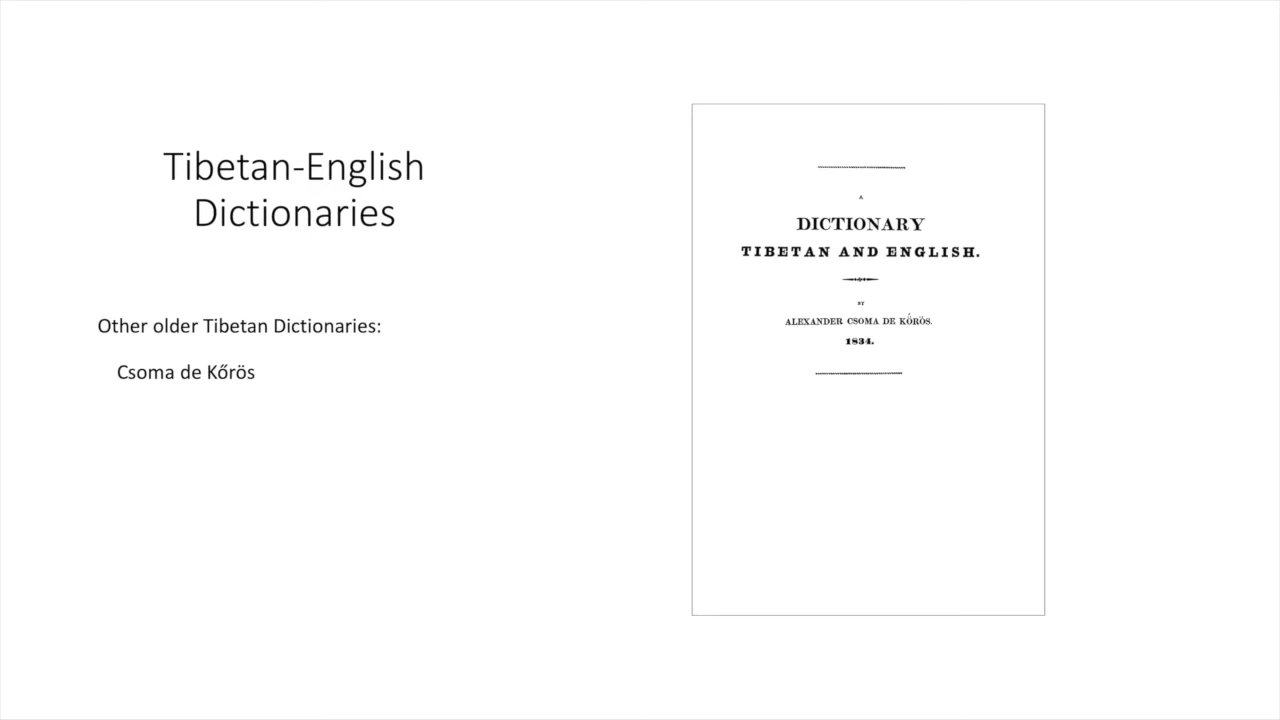 Tibetan-English
Dictionaries
Other older Tibetan Dictionaries:
Csoma de Kőrös
A
DICTIONARY
TIBETAN AND ENGLISH.
BY
ALEXANDER CSOMA DE KŐRÖS.
1834.